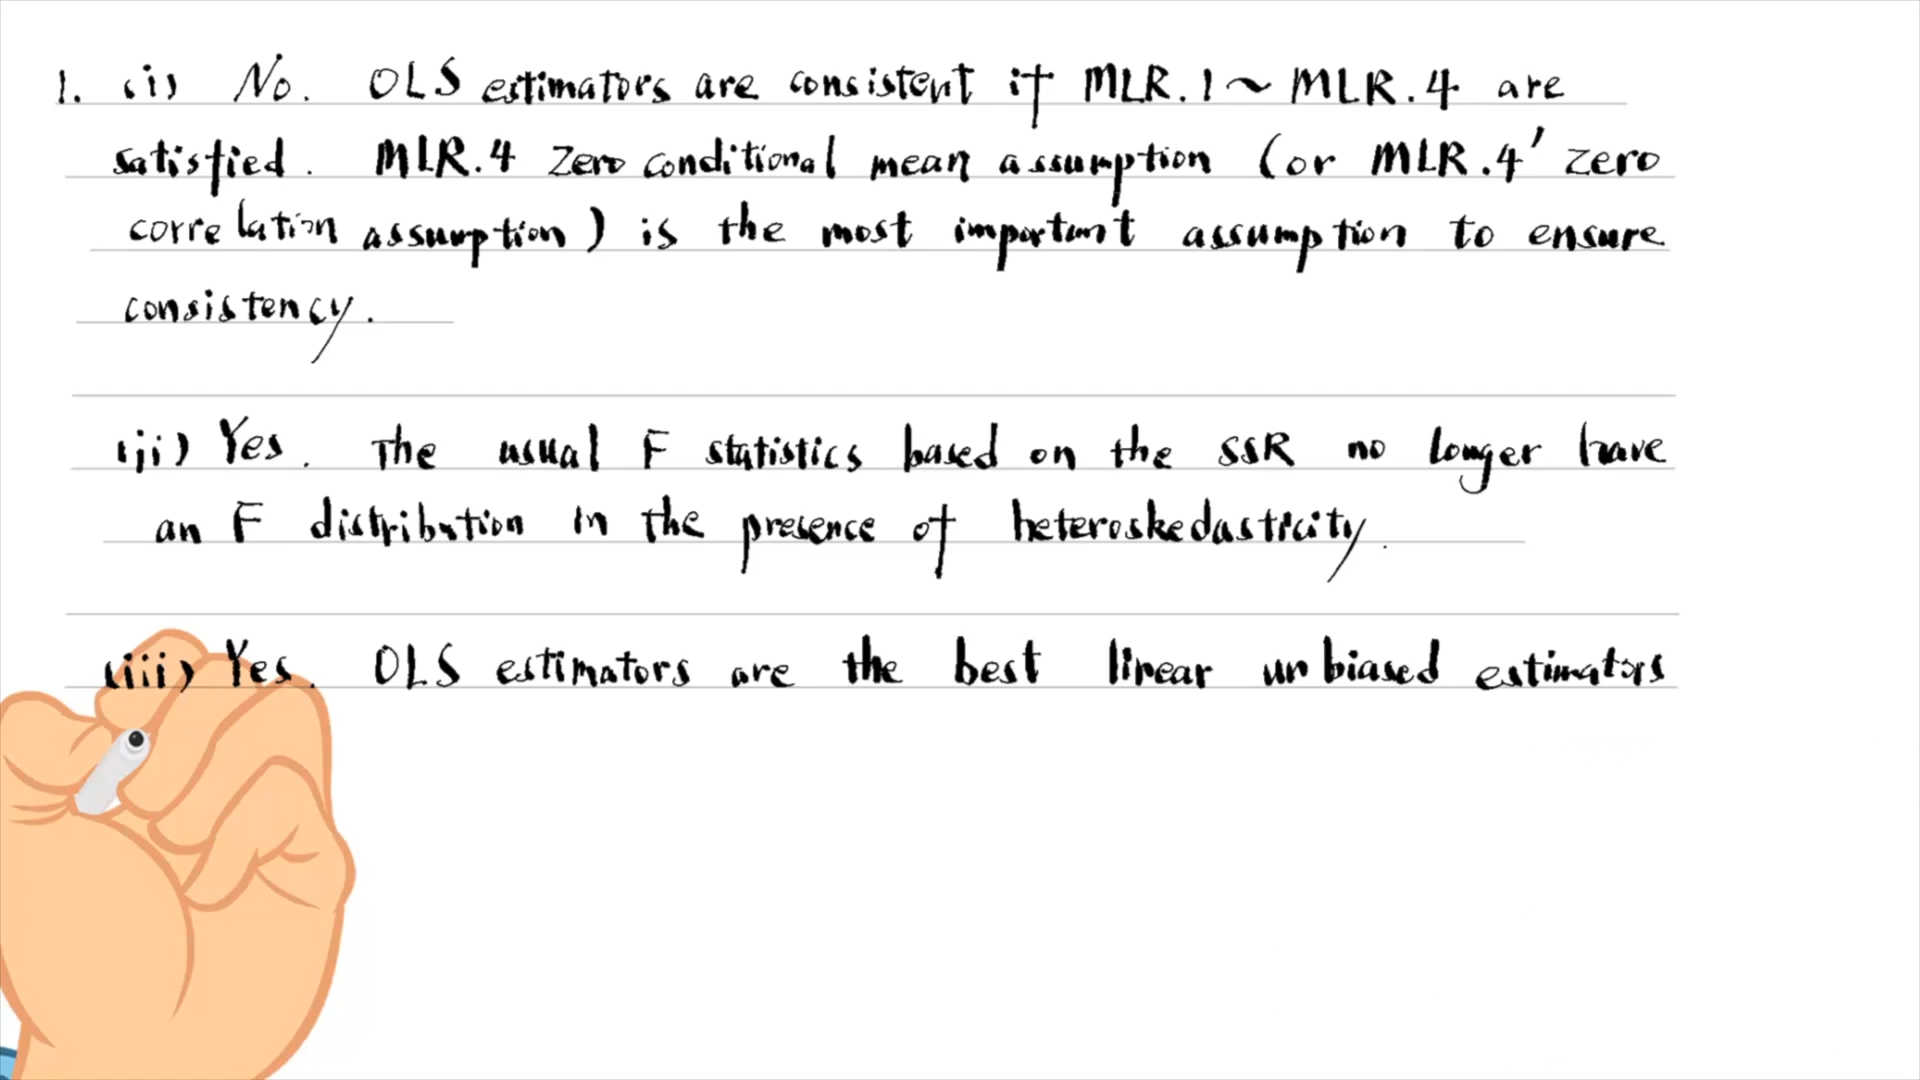 1. (i) No. OLS estimators are consistent if MLR.1 ~ MLR.4 are
satisfied. MLR.4 zero conditional mean assumption (or MLR.4' zero
correlation assumption) is the most important assumption to ensure
consistency.
(ii) Yes. The usual F statistics based on the SSR no longer have
an F distribution in the presence of heteroskedasticity.
(iii) Yes. OLS estimators are the best linear unbiased estimators